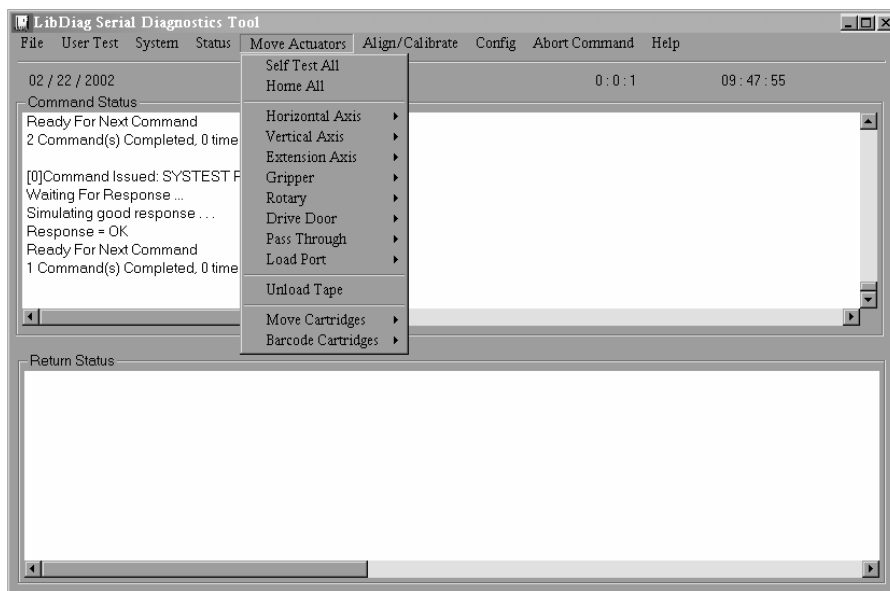 LibDiag Serial Diagnostics Tool
File User Test System Status Move Actuators Align/Calibrate Config Abort Command Help
02 / 22 / 2002 0 : 0 : 1 09 : 47 : 55
Self Test All
Home All
Horizontal Axis
Vertical Axis
Extension Axis
Gripper
Rotary
Drive Door
Pass Through
Load Port
Unload Tape
Move Cartridges
Barcode Cartridges
Command Status
Ready For Next Command
2 Command(s) Completed, 0 time
[0]Command Issued: SYSTEST
Waiting For Response ...
Simulating good response . . .
Response = OK
Ready For Next Command
1 Command(s) Completed, 0 time
Return Status